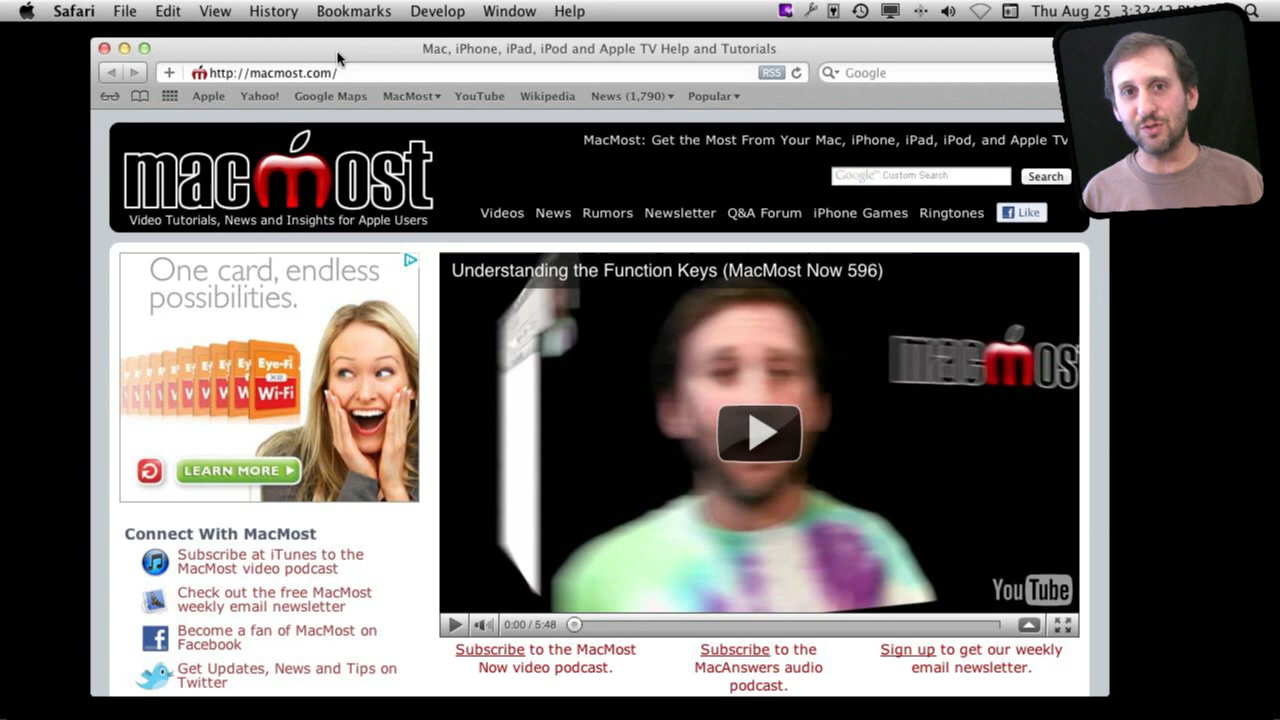 Safari File Edit View History Bookmarks Develop Window Help
Thu Aug 25 3:32:42
Mac, iPhone, iPad, iPod and Apple TV Help and Tutorials
http://macmost.com/ RSS Google
Apple Yahoo! Google Maps MacMost YouTube Wikipedia News (1,790) Popular
MacMost: Get the Most From Your Mac, iPhone, iPad, iPod, and Apple TV
macmost
Google™ Custom Search Search
Video Tutorials, News and Insights for Apple Users
Videos News Rumors Newsletter Q&A Forum iPhone Games Ringtones Like
One card, endless
possibilities.
Eye-Fi
X2
Wi-Fi
LEARN MORE
Understanding the Function Keys (MacMost Now 596)
macmos
YouTube
0:00 / 5:48
Connect With MacMost
Subscribe at iTunes to the
MacMost video podcast
Check out the free MacMost
weekly email newsletter
Become a fan of MacMost on
Facebook
Get Updates, News and Tips on
Twitter
Subscribe to the MacMost
Now video podcast.
Subscribe to the
MacAnswers audio
podcast.
Sign up to get our weekly
email newsletter.